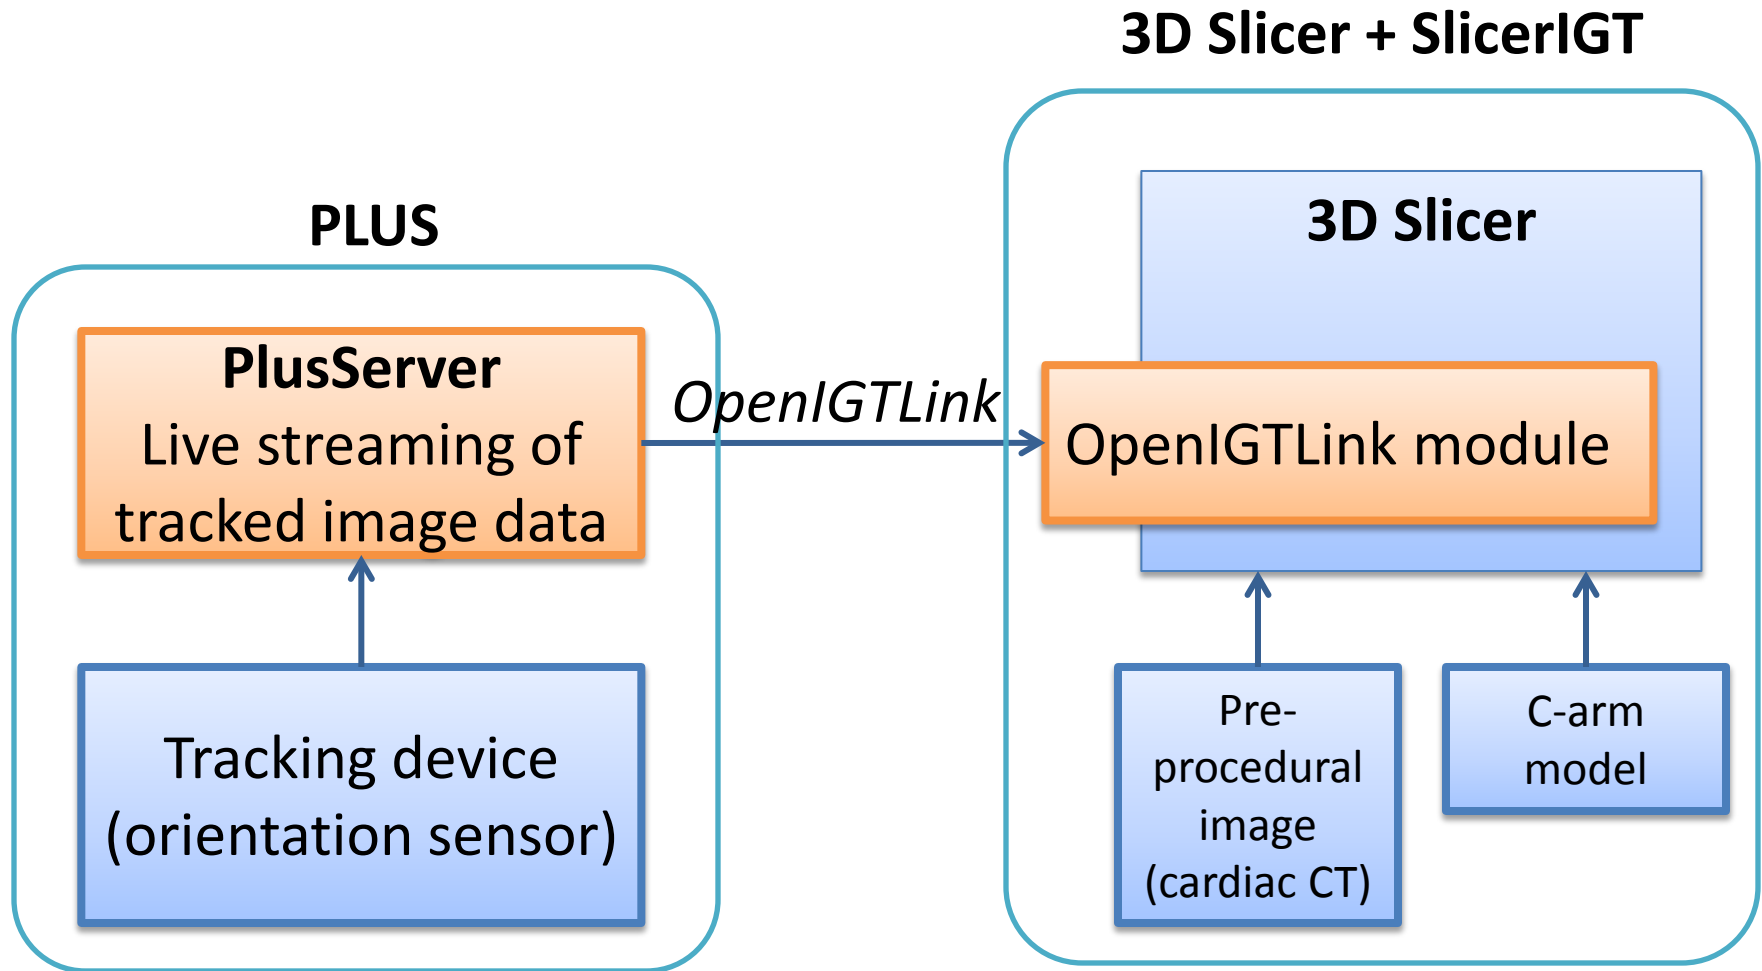 3D Slicer + SlicerIGT
PLUS
3D Slicer
PlusServer
Live streaming of
tracked image data
OpenIGTLink
OpenIGTLink module
Tracking device
(orientation sensor)
Pre-
procedural
image
(cardiac CT)
C-arm
model